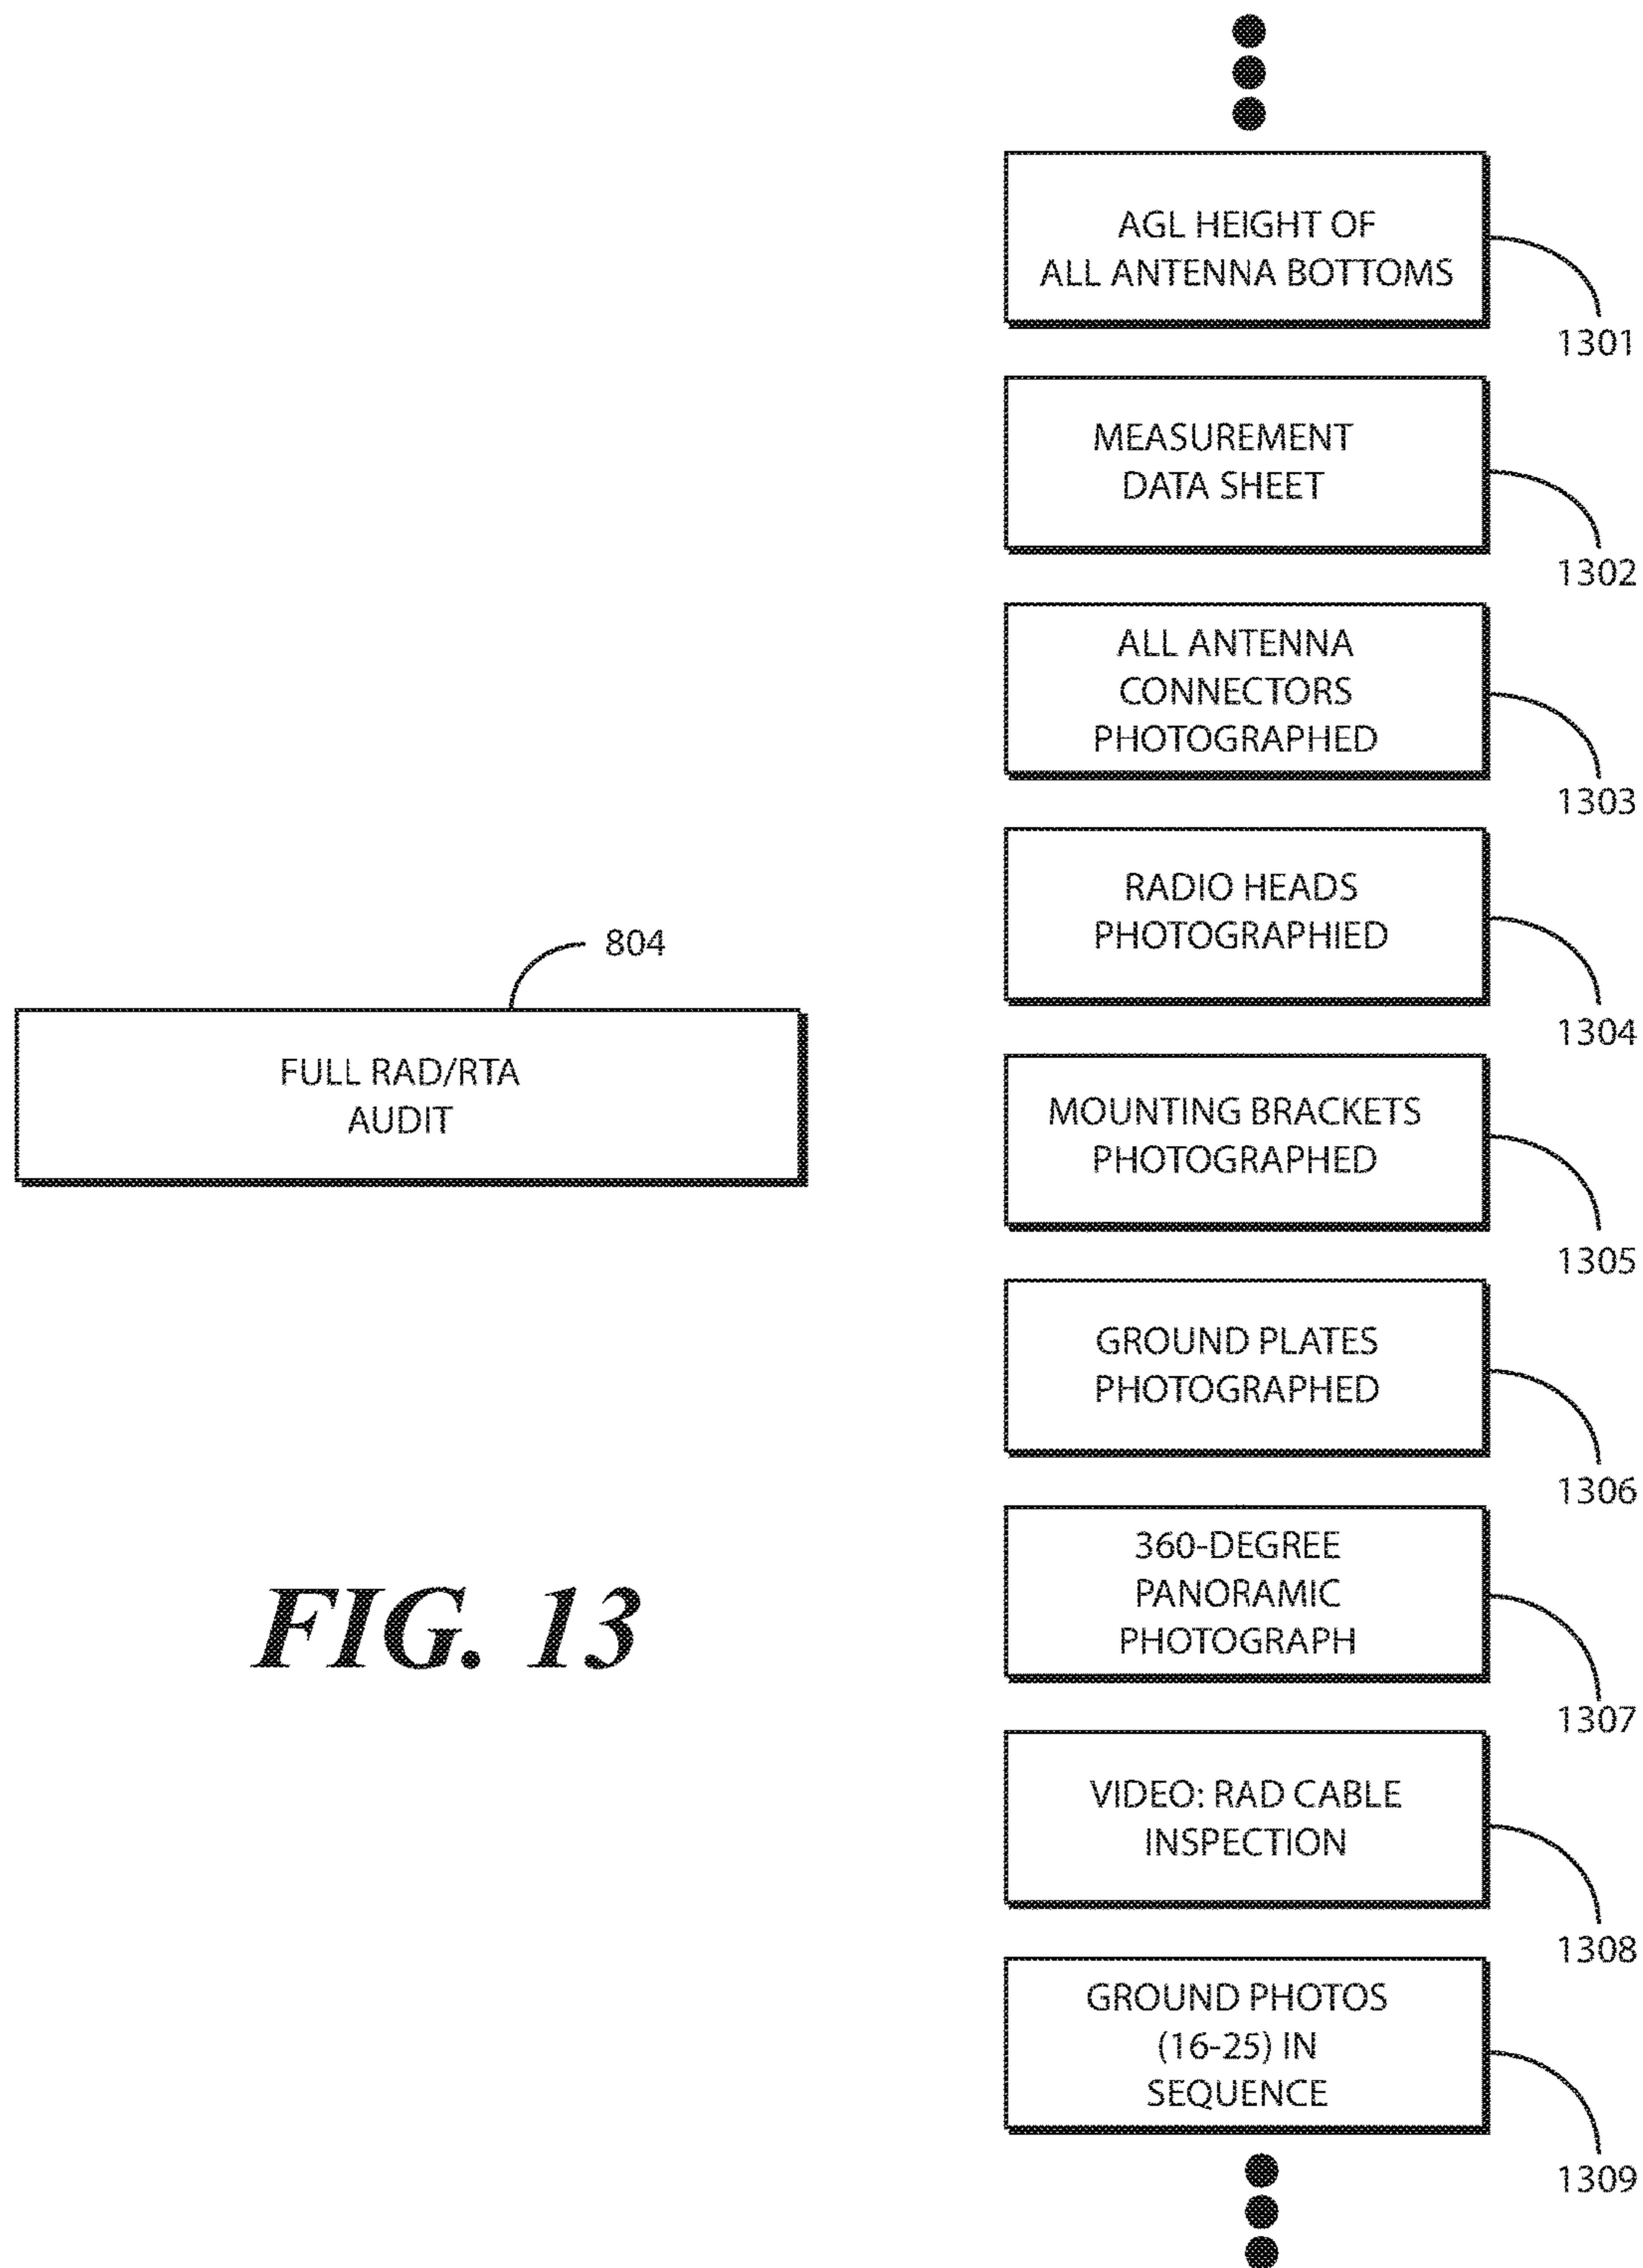 AGL HEIGHT OF
ALL ANTENNA BOTTOMS
1301
MEASUREMENT
DATA SHEET
1302
ALL ANTENNA
CONNECTORS
PHOTOGRAPHED
1303
RADIO HEADS
PHOTOGRAPHIED
1304
804
FULL RAD/RTA
AUDIT
MOUNTING BRACKETS
PHOTOGRAPHED
1305
GROUND PLATES
PHOTOGRAPHED
1306
360-DEGREE
PANORAMIC
PHOTOGRAPH
1307
FIG. 13
VIDEO: RAD CABLE
INSPECTION
1308
GROUND PHOTOS
(16-25) IN
SEQUENCE
1309